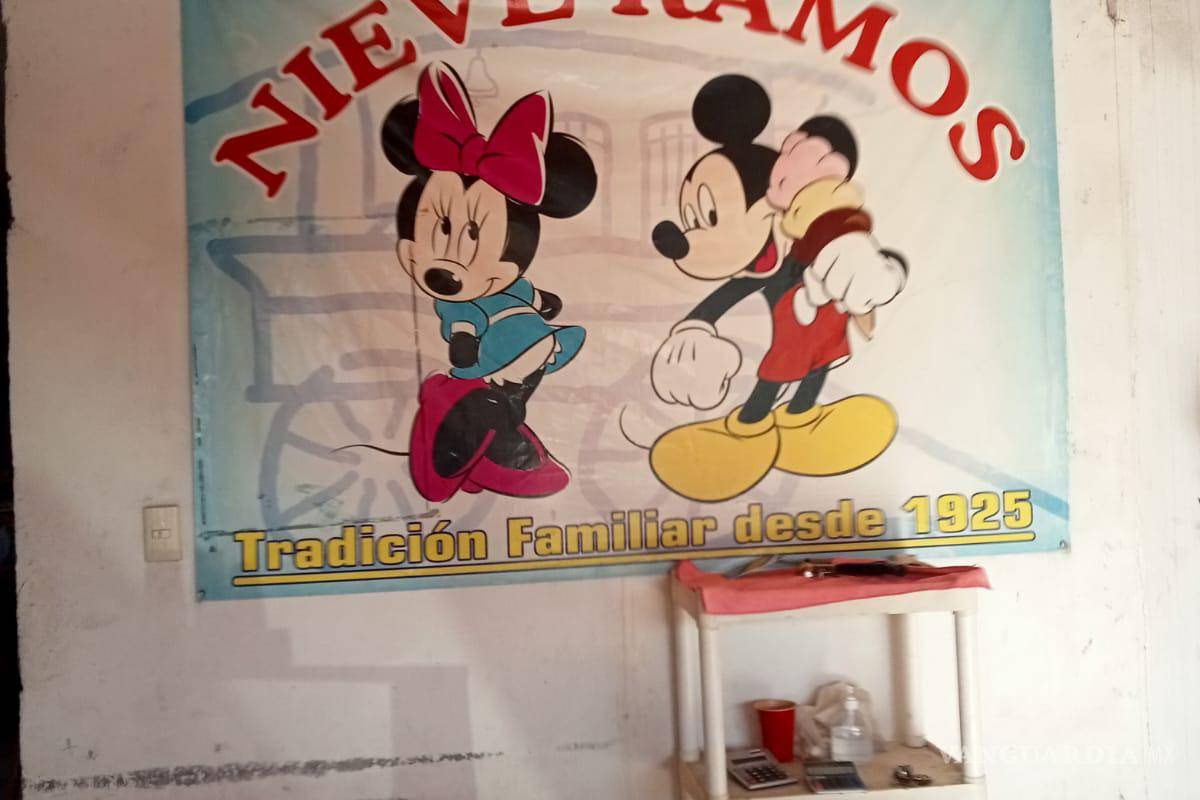 NIEVE RAMOS
Tradición Familiar desde 1925
VANGUARDIA MX